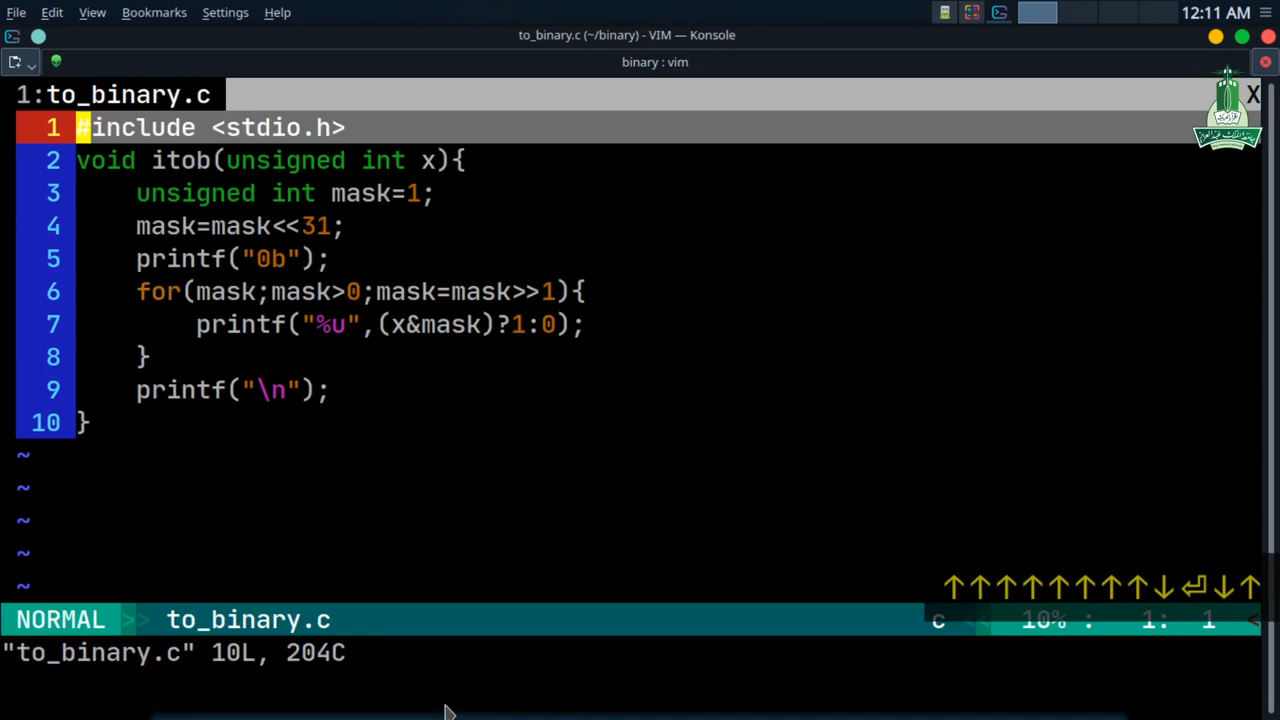 File Edit View Bookmarks Settings Help
12:11 AM
to_binary.c (~/binary) - VIM — Konsole
binary : vim
1:to_binary.c X
1 #include <stdio.h>
2 void itob(unsigned int x){
3 unsigned int mask=1;
4 mask=mask<<31;
5 printf("0b");
6 for(mask;mask>0;mask=mask>>1){
7 printf("%u",(x&mask)?1:0);
8 }
9 printf("\n");
10 }
~
~
~
~
~
↑↑↑↑↑↑↑↑↓⏎↓↑
NORMAL >> to_binary.c c << 10% : 1: 1 <
"to_binary.c" 10L, 204C